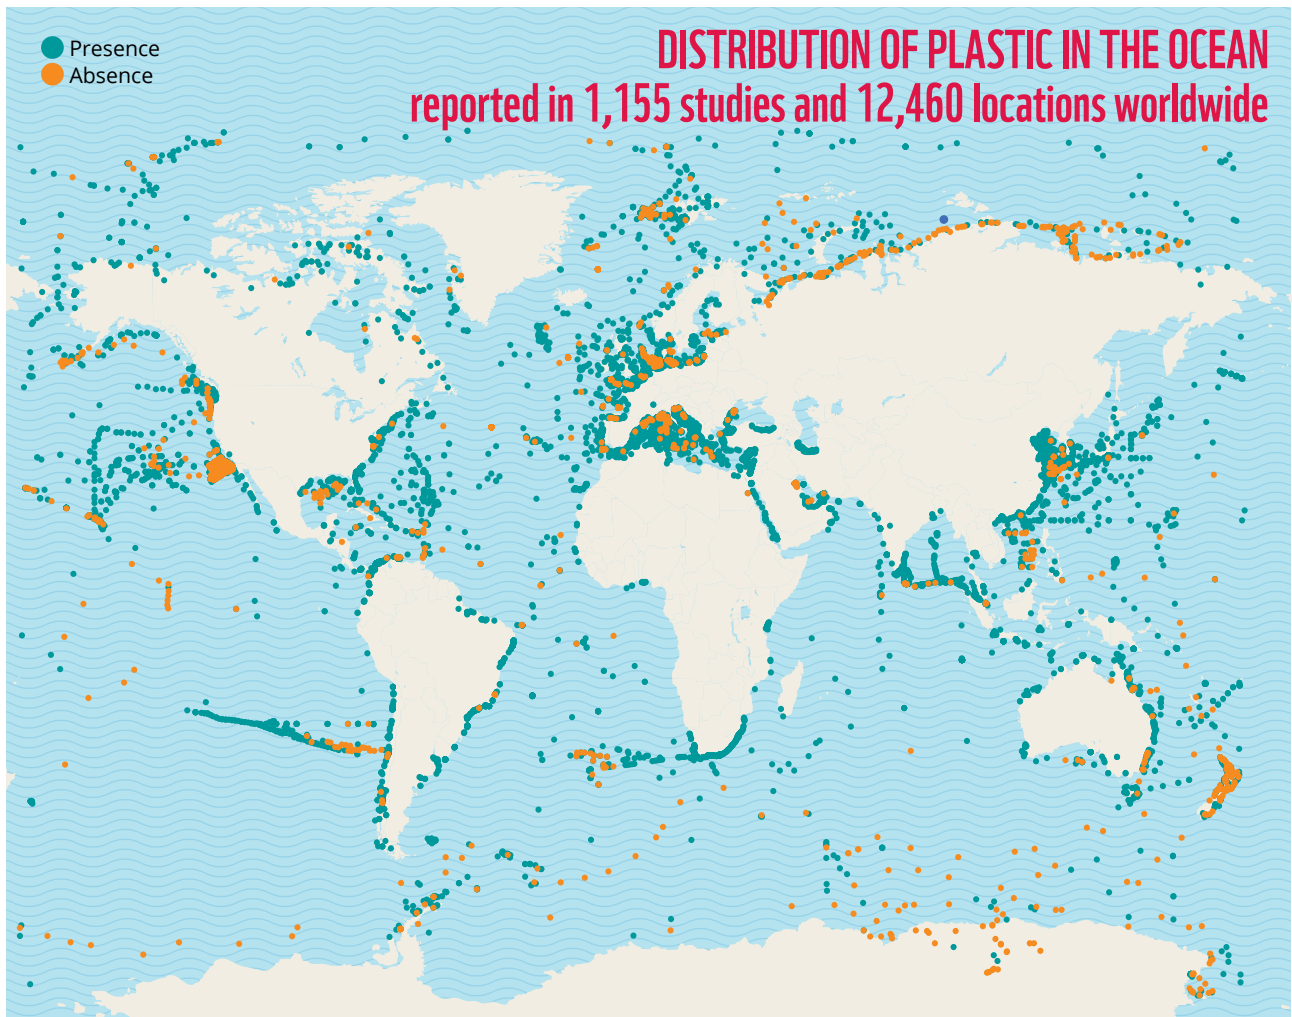 Presence
Absence
DISTRIBUTION OF PLASTIC IN THE OCEAN
reported in 1,155 studies and 12,460 locations worldwide